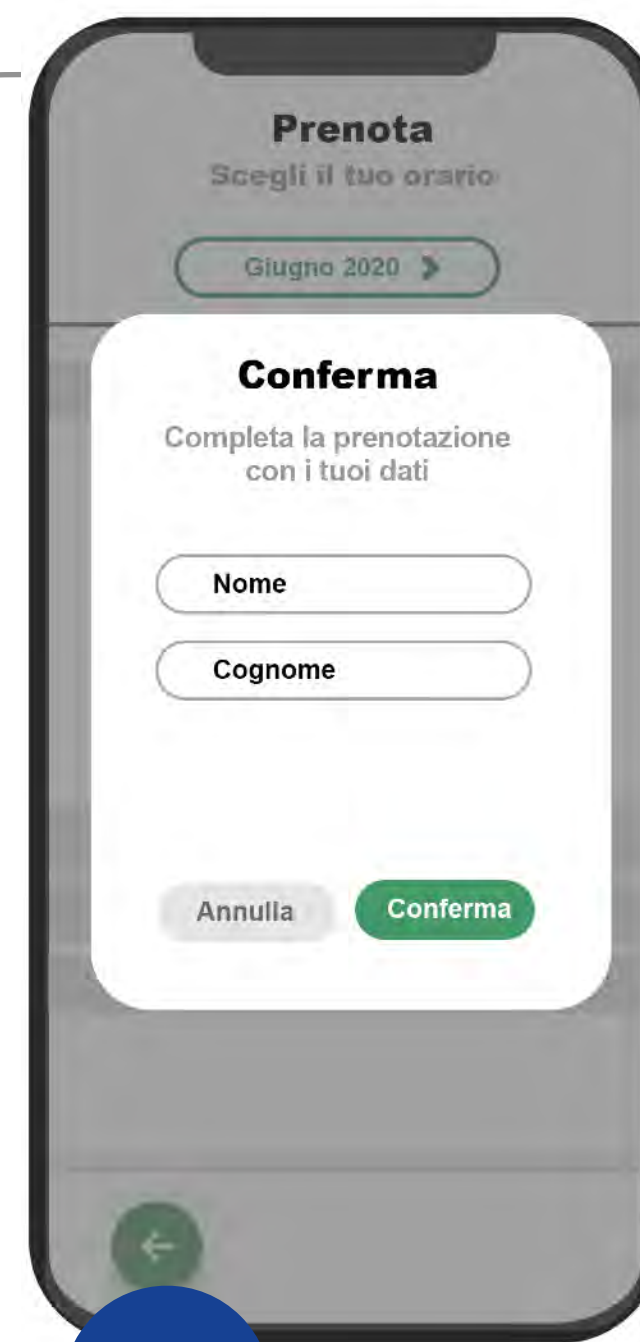 Prenota
Scegli il tuo orario
Giugno 2020
Conferma
Completa la prenotazione
con i tuoi dati
Nome
Cognome
Annulla
Conferma